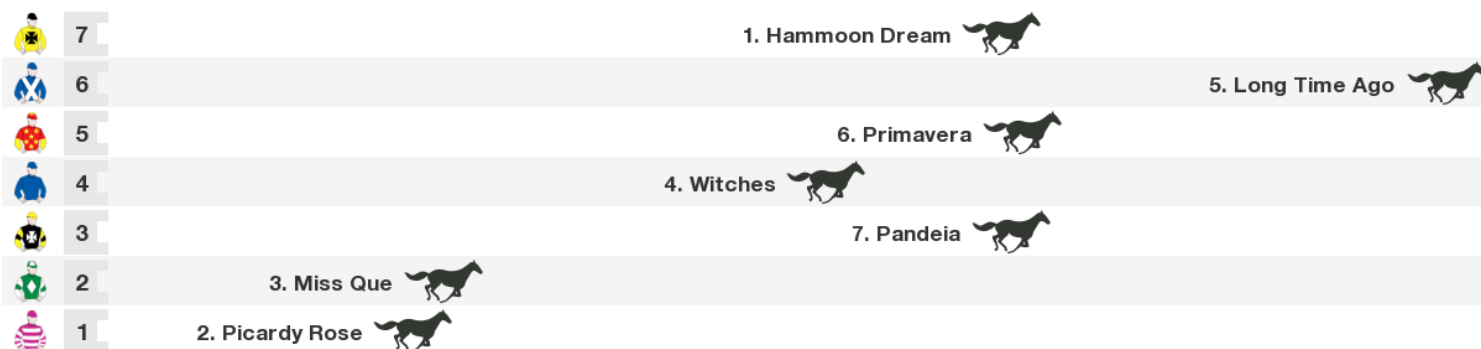 7 1. Hammoon Dream
6 5. Long Time Ago
5 6. Primavera
4 4. Witches
3 7. Pandeia
2 3. Miss Que
1 2. Picardy Rose